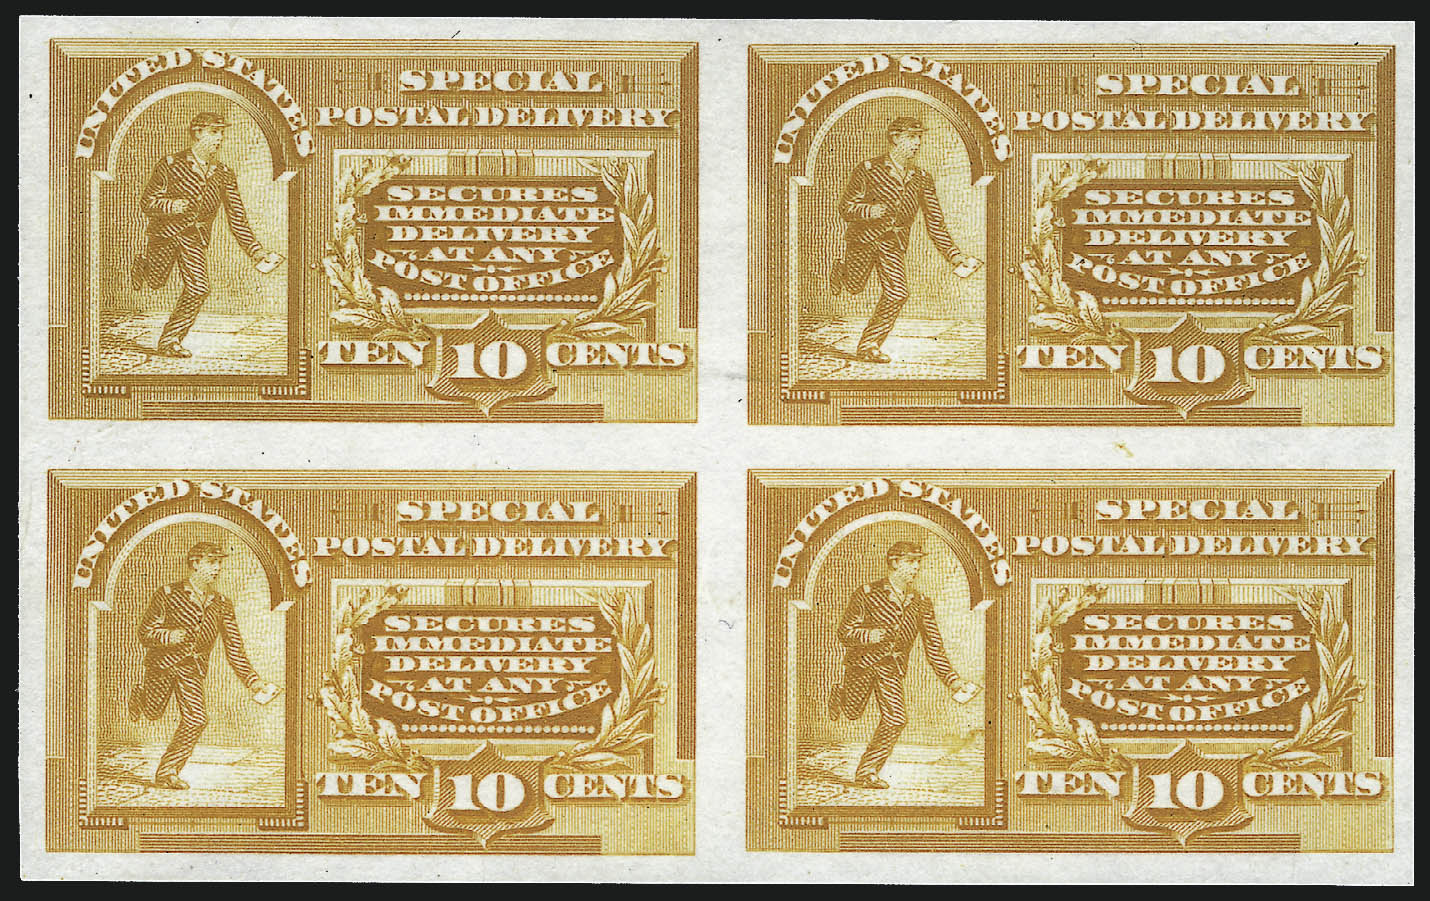 UNITED STATES
SPECIAL
POSTAL DELIVERY
SECURES
IMMEDIATE
DELIVERY
AT ANY
POST OFFICE
TEN 10 CENTS
UNITED STATES
SPECIAL
POSTAL DELIVERY
SECURES
IMMEDIATE
DELIVERY
AT ANY
POST OFFICE
TEN 10 CENTS
UNITED STATES
SPECIAL
POSTAL DELIVERY
SECURES
IMMEDIATE
DELIVERY
AT ANY
POST OFFICE
TEN 10 CENTS
UNITED STATES
SPECIAL
POSTAL DELIVERY
SECURES
IMMEDIATE
DELIVERY
AT ANY
POST OFFICE
TEN 10 CENTS